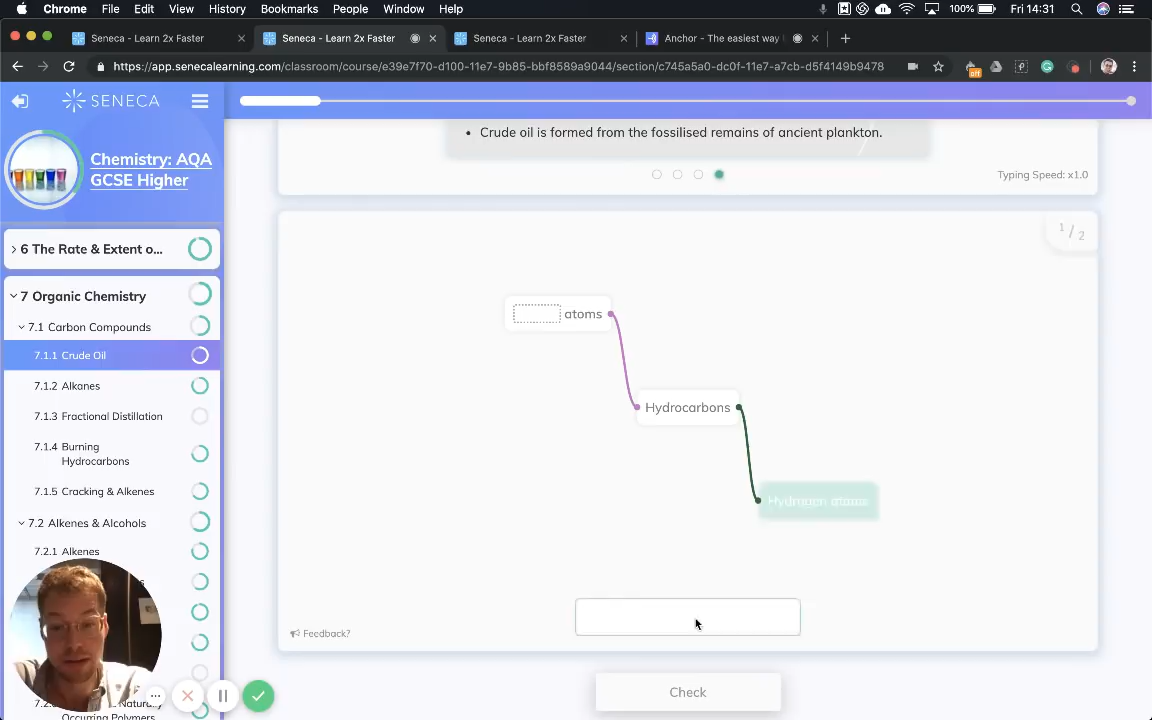 Chrome File Edit View History Bookmarks People Window Help
100% Fri 14:31
Seneca - Learn 2x Faster
Seneca - Learn 2x Faster
Seneca - Learn 2x Faster
Anchor - The easiest way
https://app.senecalearning.com/classroom/course/e39e7f70-d100-11e7-9b85-bbf8589a9044/section/c745a5a0-dc0f-11e7-a7cb-d5f4149b9478
off
SENECA
Chemistry: AQA
GCSE Higher
6 The Rate & Extent o...
7 Organic Chemistry
7.1 Carbon Compounds
7.1.1 Crude Oil
7.1.2 Alkanes
7.1.3 Fractional Distillation
7.1.4 Burning
Hydrocarbons
7.1.5 Cracking & Alkenes
7.2 Alkenes & Alcohols
7.2.1 Alkenes
Naturally
Occurring Polymers
• Crude oil is formed from the fossilised remains of ancient plankton.
Typing Speed: x1.0
1 / 2
atoms
Hydrocarbons
Hydrogen atoms
Feedback?
Check